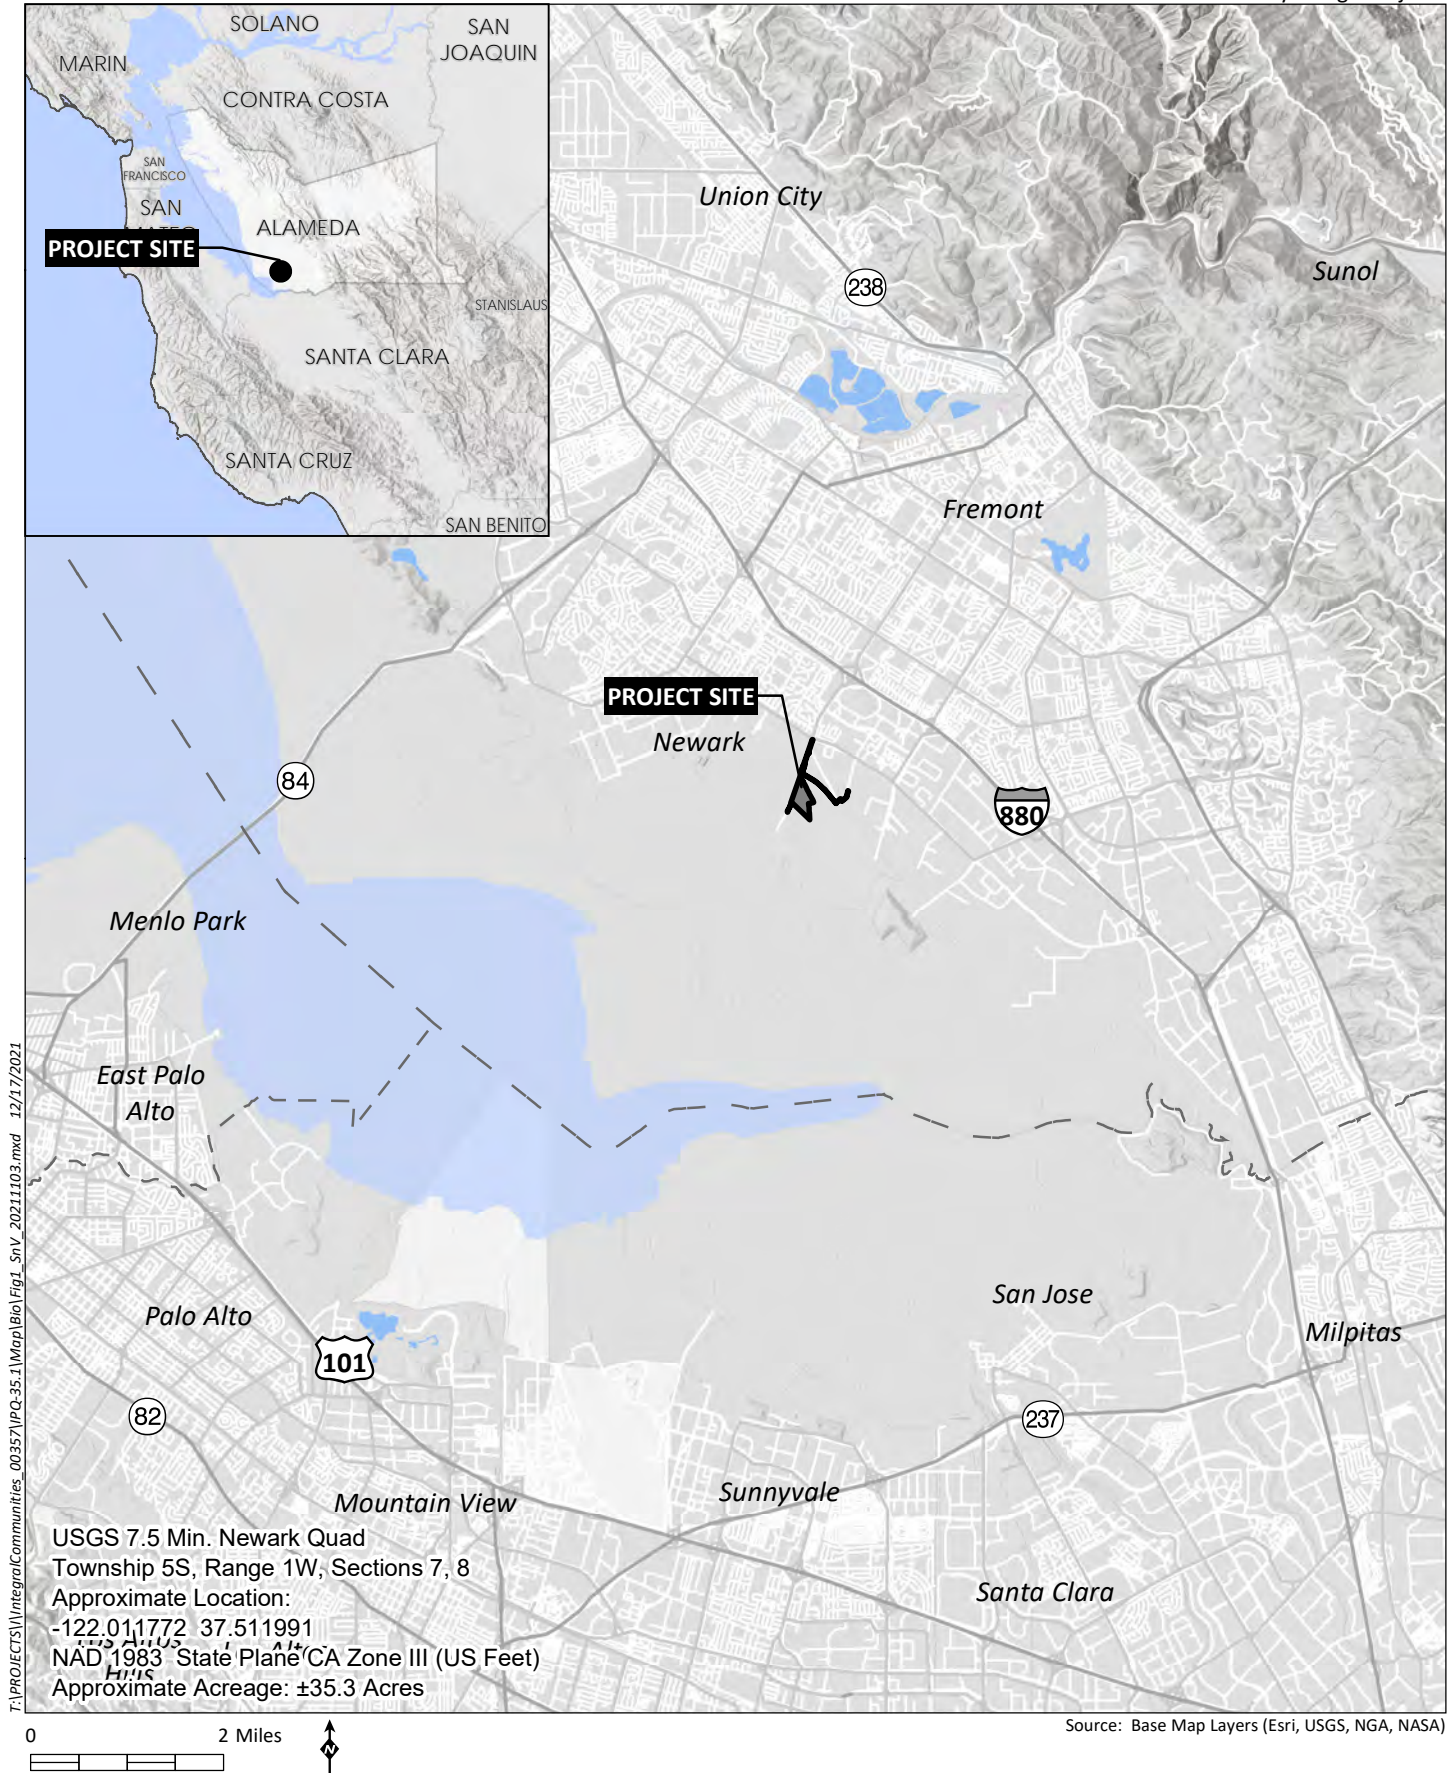 SOLANO
SAN
JOAQUIN
MARIN
CONTRA COSTA
SAN
FRANCISCO
SAN
ALAMEDA
PROJECT SITE
STANISLAUS
SANTA CLARA
SANTA CRUZ
SAN BENITO
Union City
Sunol
238
Fremont
PROJECT SITE
Newark
84
880
Menlo Park
East Palo
Alto
San Jose
Palo Alto
Milpitas
101
82
237
Sunnyvale
Mountain View
Santa Clara
USGS 7.5 Min. Newark Quad
Township 5S, Range 1W, Sections 7, 8
Approximate Location:
-122.011772 37.511991
NAD 1983 State Plane CA Zone III (US Feet)
Hills
Approximate Acreage: ±35.3 Acres
T:\PROJECTS\I\IntegralCommunities_00357\IPQ-35.1\Map\Bio\Fig1_SnV_20211103.mxd 12/17/2021
Source: Base Map Layers (Esri, USGS, NGA, NASA)
0 2 Miles
N